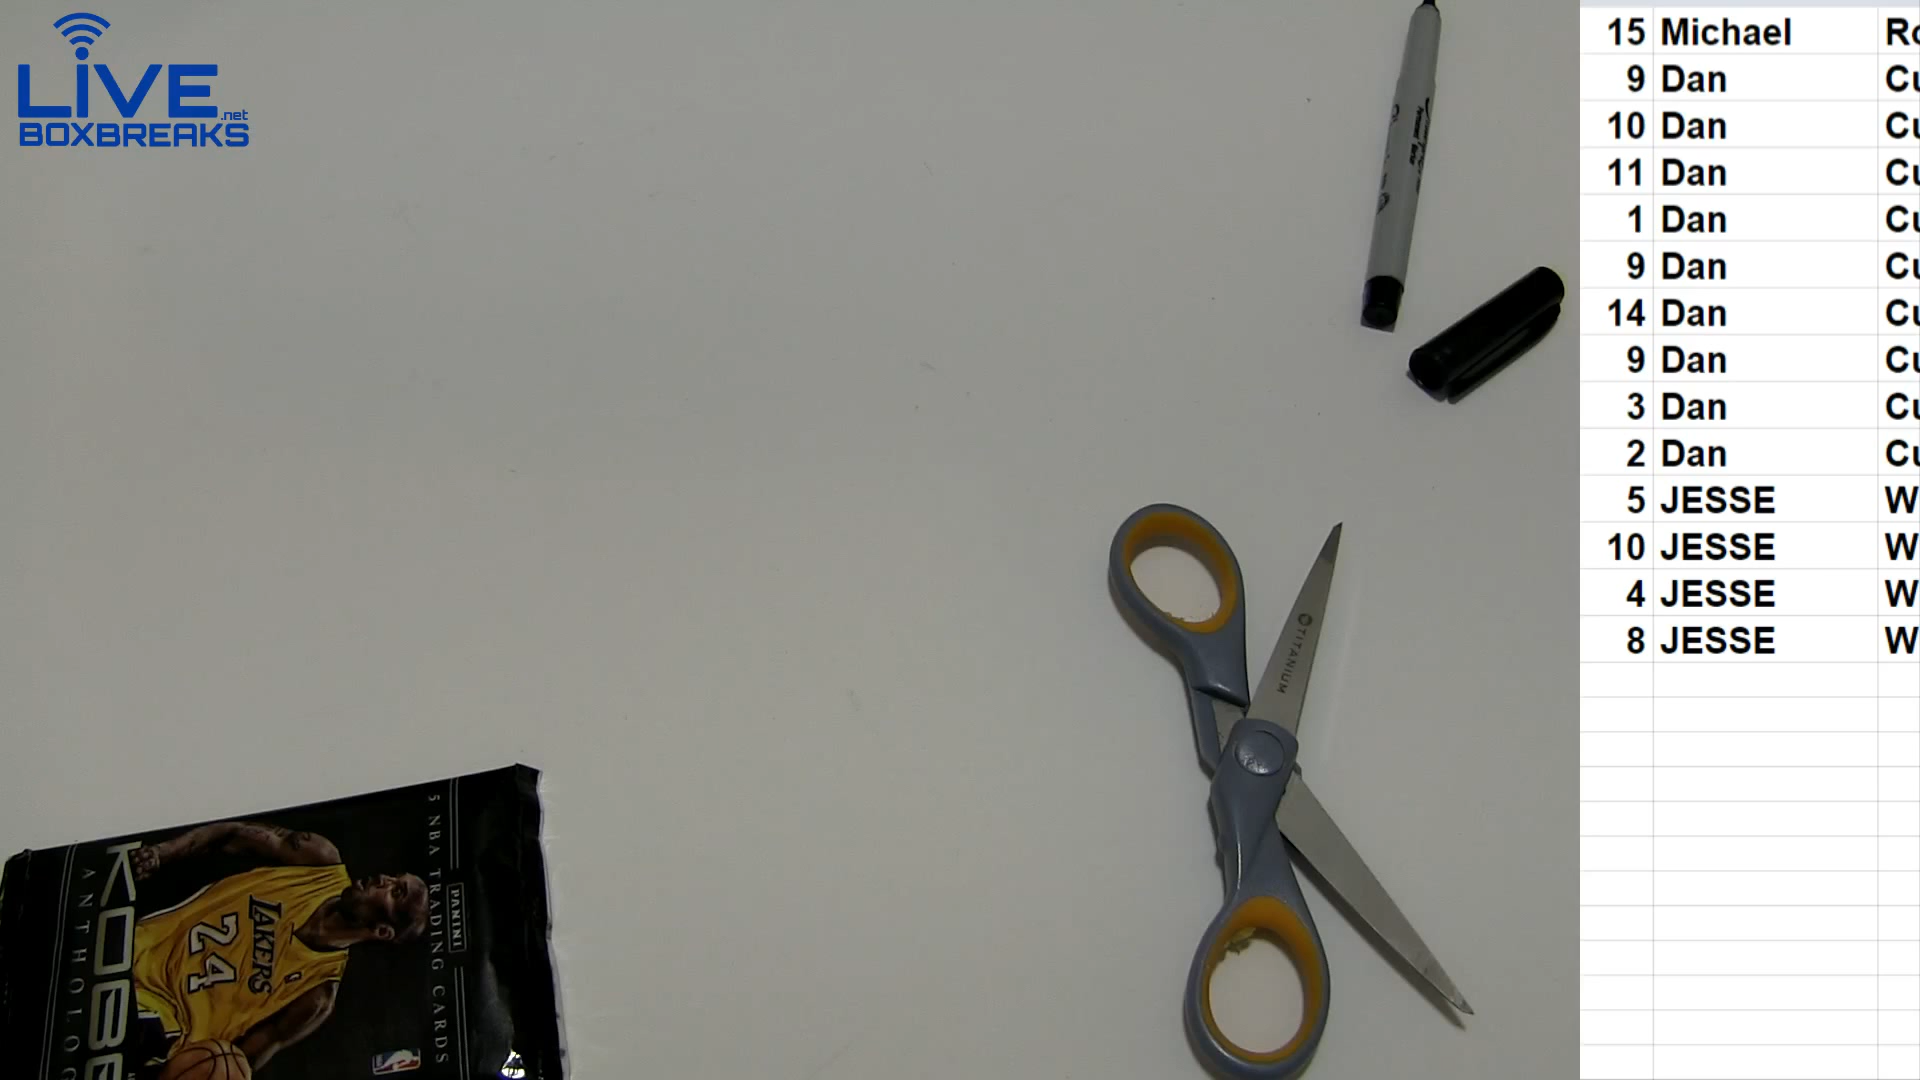 LiVE.net
BOXBREAKS
15 Michael
9 Dan
10 Dan
11 Dan
1 Dan
9 Dan
14 Dan
9 Dan
3 Dan
2 Dan
5 JESSE W
10 JESSE W
4 JESSE W
8 JESSE W
TITANIUM
5 NBA TRADING CARDS
PANINI
LAKERS
24